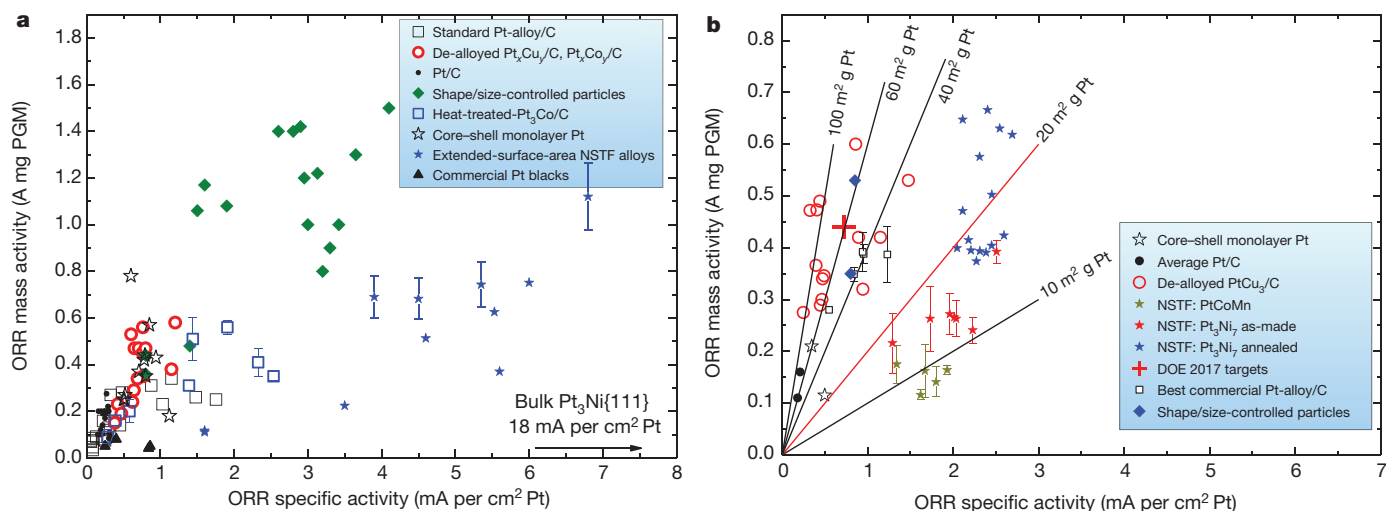 a
ORR mass activity (A mg PGM)
1.8
1.6
1.4
1.2
1.0
0.8
0.6
0.4
0.2
0.0
Standard Pt-alloy/C
De-alloyed PtₓCuᵧ/C, PtₓCoᵧ/C
Pt/C
Shape/size-controlled particles
Heat-treated-Pt₃Co/C
Core–shell monolayer Pt
Extended-surface-area NSTF alloys
Commercial Pt blacks
Bulk Pt₃Ni{111}
18 mA per cm² Pt
0 1 2 3 4 5 6 7 8
ORR specific activity (mA per cm² Pt)
b
ORR mass activity (A mg PGM)
0.8
0.7
0.6
0.5
0.4
0.3
0.2
0.1
0.0
100 m² g Pt
60 m² g Pt
40 m² g Pt
20 m² g Pt
10 m² g Pt
Core–shell monolayer Pt
Average Pt/C
De-alloyed PtCu₃/C
NSTF: PtCoMn
NSTF: Pt₃Ni₇ as-made
NSTF: Pt₃Ni₇ annealed
DOE 2017 targets
Best commercial Pt-alloy/C
Shape/size-controlled particles
0 1 2 3 4 5 6 7
ORR specific activity (mA per cm² Pt)